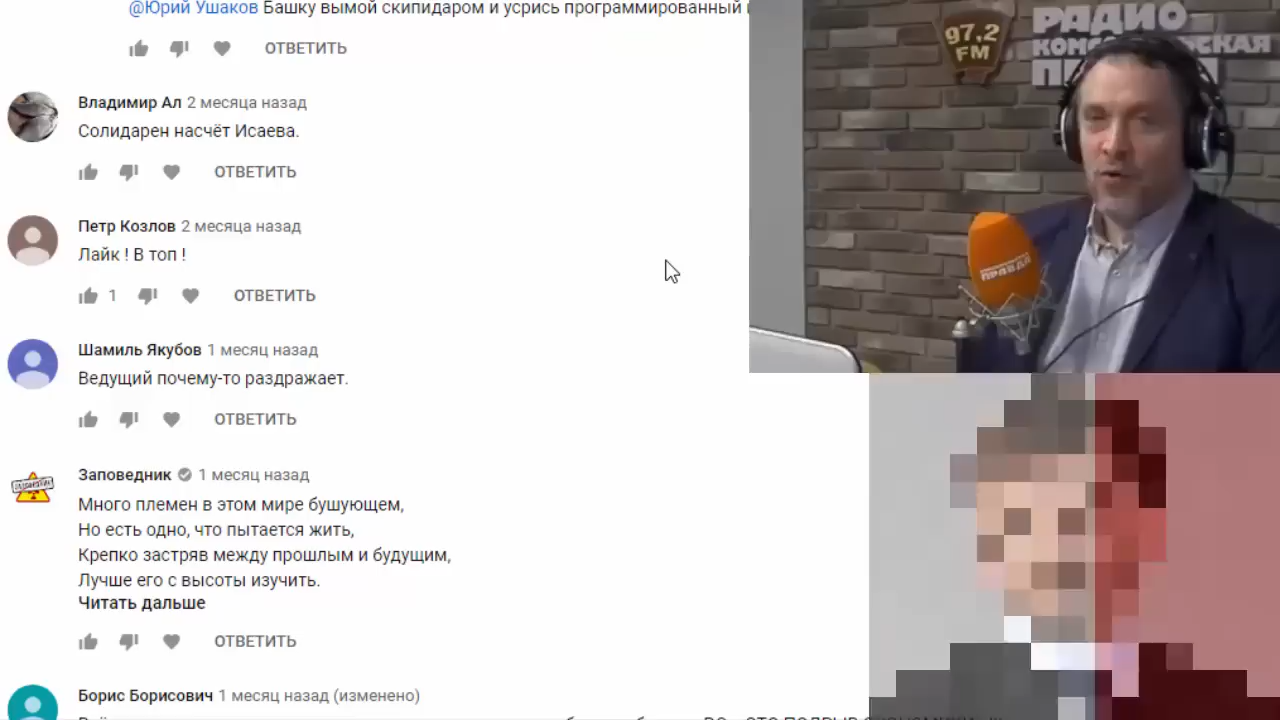 @Юрий Ушаков Башку вымой скипидаром и усрись программированный
ОТВЕТИТЬ
Владимир Ал 2 месяца назад
Солидарен насчёт Исаева.
ОТВЕТИТЬ
Петр Козлов 2 месяца назад
Лайк ! В топ !
1 ОТВЕТИТЬ
Шамиль Якубов 1 месяц назад
Ведущий почему-то раздражает.
ОТВЕТИТЬ
Заповедник 1 месяц назад
Много племен в этом мире бушующем,
Но есть одно, что пытается жить,
Крепко застряв между прошлым и будущим,
Лучше его с высоты изучить.
Читать дальше
ОТВЕТИТЬ
Борис Борисович 1 месяц назад (изменено)
97,2
FM
РАДИО
ПРАВДА